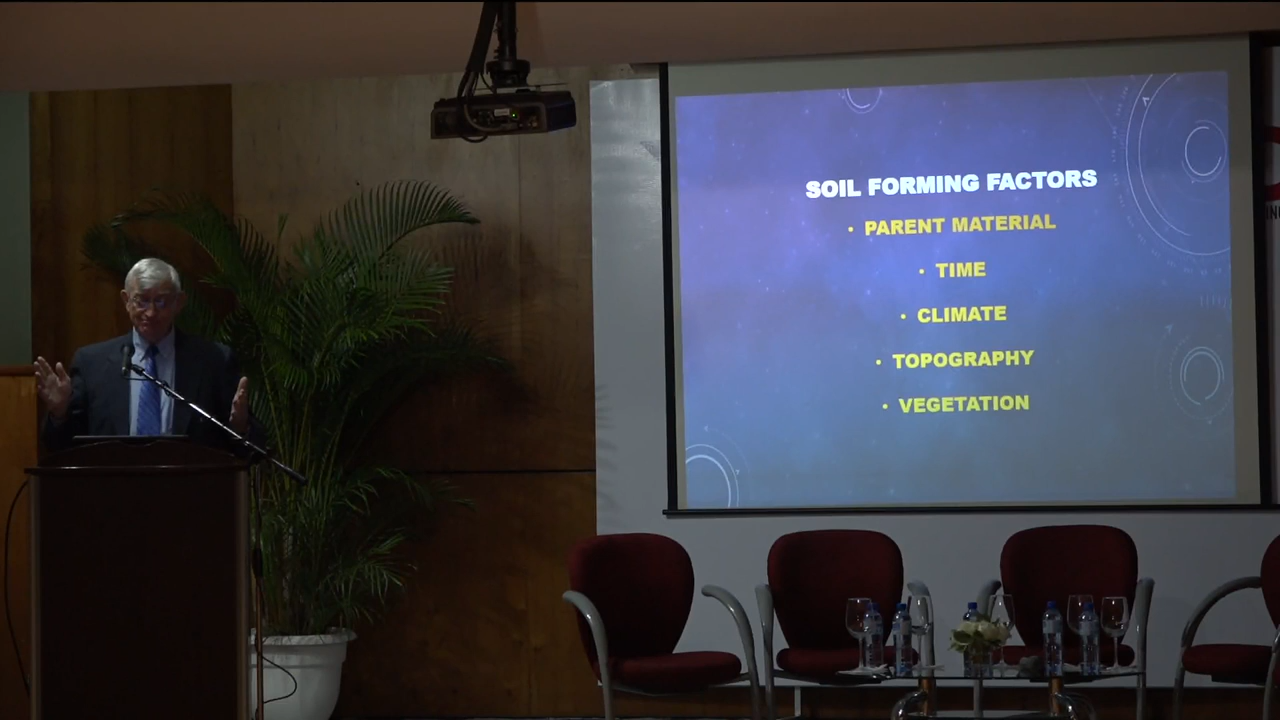 SOIL FORMING FACTORS
• PARENT MATERIAL
• TIME
• CLIMATE
• TOPOGRAPHY
• VEGETATION